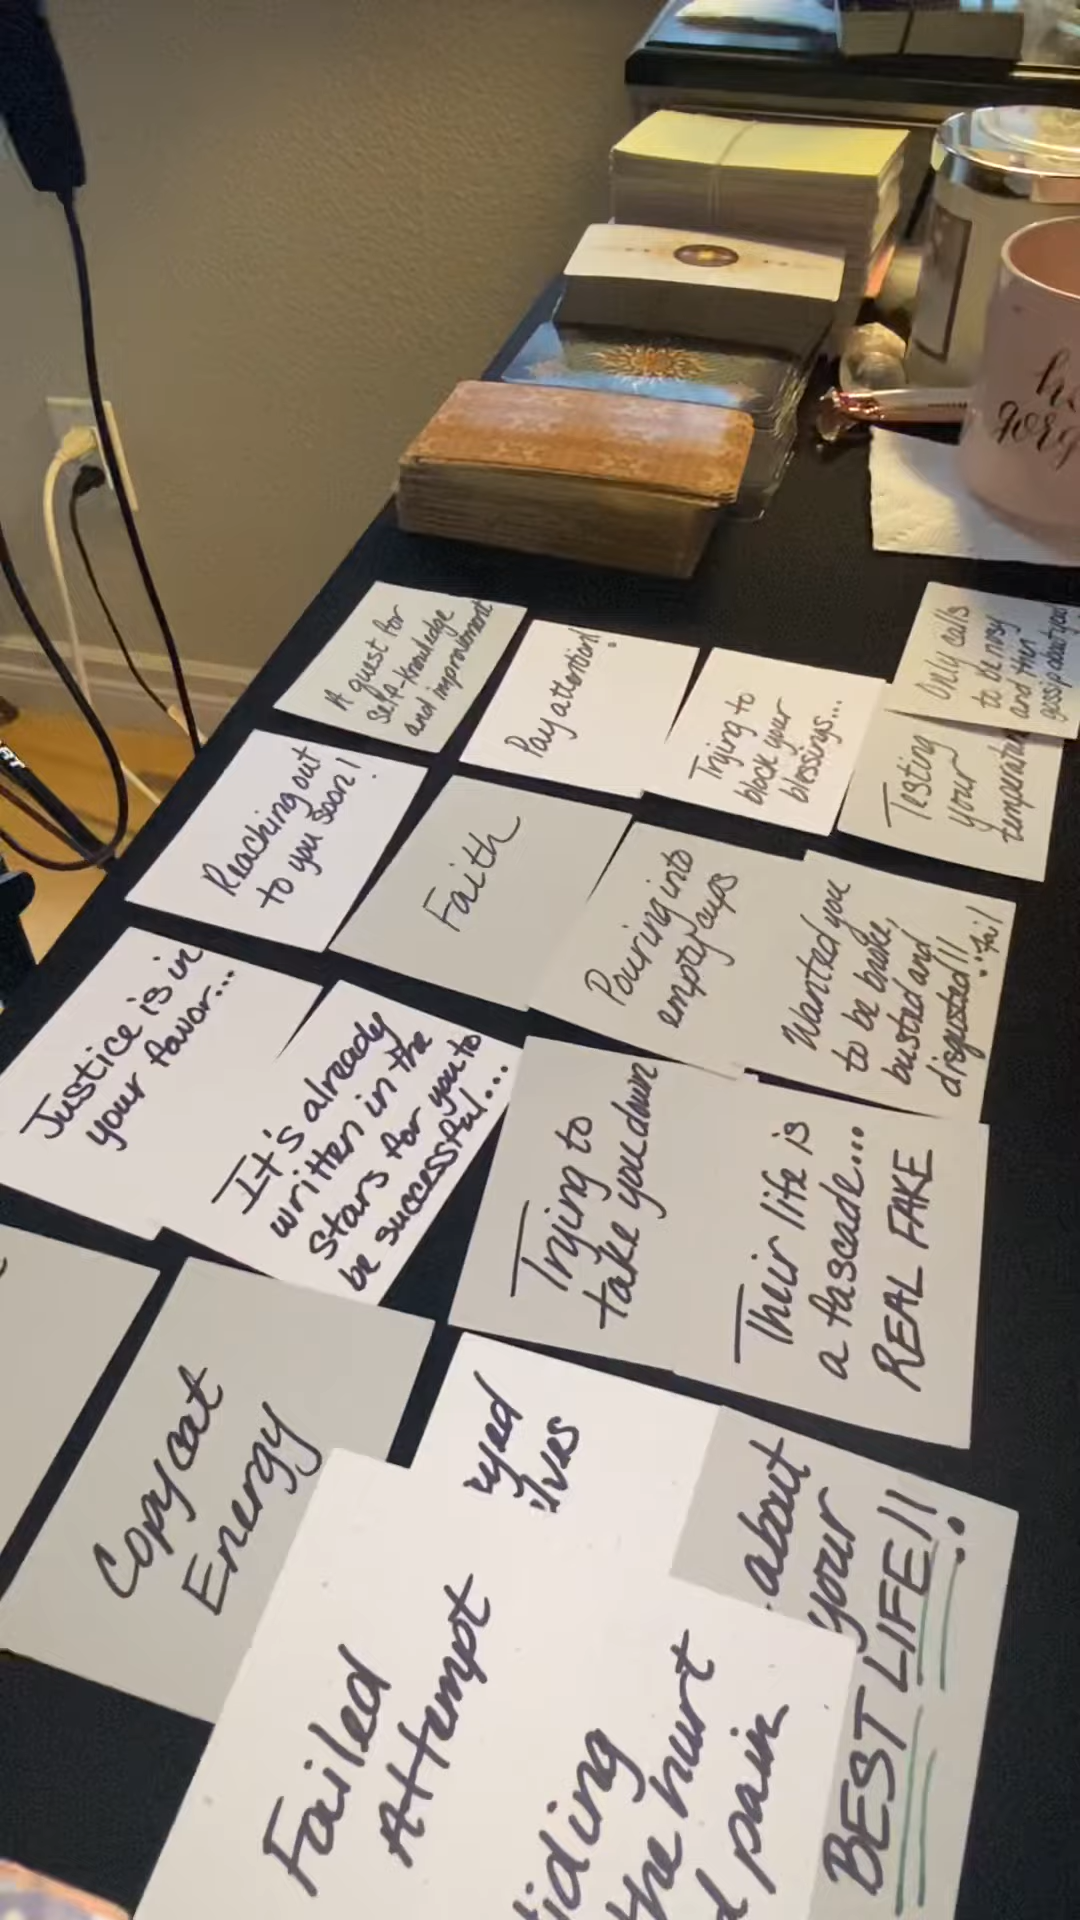 A quest for
self-knowledge
and improvement
Pay attention!
Trying to
block your
blessings...
Only calls
to be nosy
and then
gossip about you
Testing
your
temperature
Reaching out
to you soon!
Faith
Pouring into
empty cups
Wanted you
to be broke,
busted and
disgusted!!
fail
Justice is in
your favor...
It's already
written in the
stars for you to
be successful...
Trying to
take you down
Their life is
a fascade...
REAL FAKE
Copycat
Energy
about
your
BEST LIFE!!
Failed
Attempt
the hurt
pain